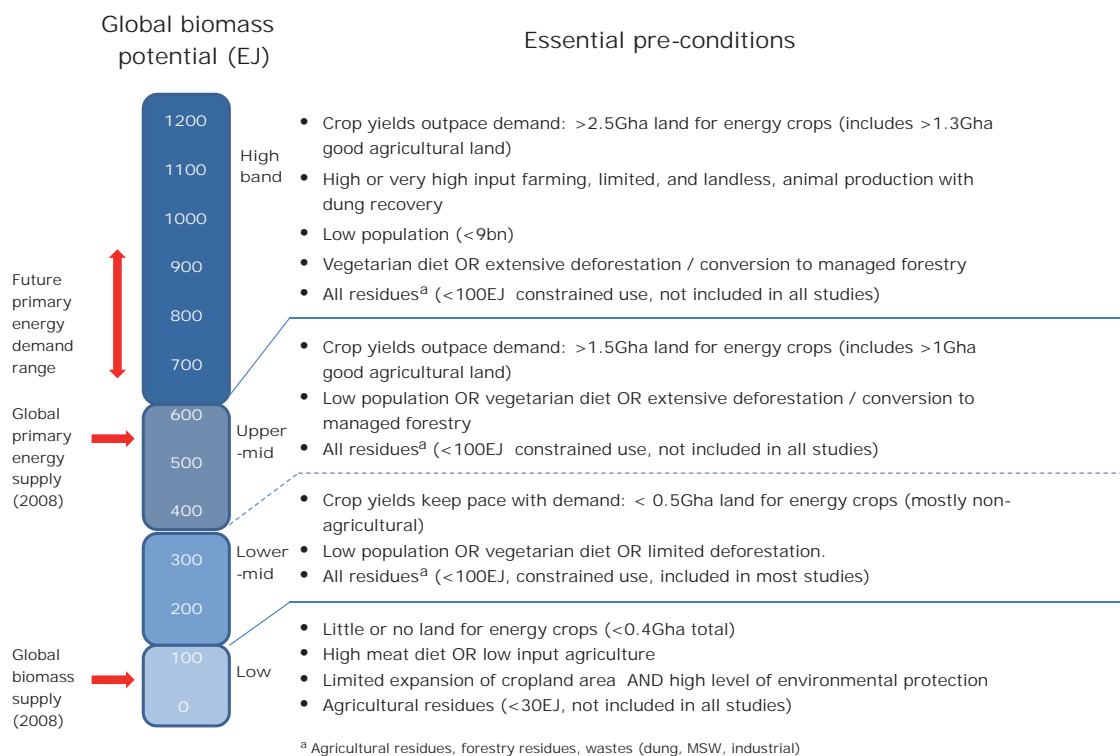 Global biomass
potential (EJ)
Essential pre-conditions
1200
1100
1000
900
800
700
600
500
400
300
200
100
0
High
band
Upper
-mid
Lower
-mid
Low
Future
primary
energy
demand
range
Global
primary
energy
supply
(2008)
Global
biomass
supply
(2008)
• Crop yields outpace demand: >2.5Gha land for energy crops (includes >1.3Gha
good agricultural land)
• High or very high input farming, limited, and landless, animal production with
dung recovery
• Low population (<9bn)
• Vegetarian diet OR extensive deforestation / conversion to managed forestry
• All residuesᵃ (<100EJ constrained use, not included in all studies)
• Crop yields outpace demand: >1.5Gha land for energy crops (includes >1Gha
good agricultural land)
• Low population OR vegetarian diet OR extensive deforestation / conversion to
managed forestry
• All residuesᵃ (<100EJ constrained use, not included in all studies)
• Crop yields keep pace with demand: < 0.5Gha land for energy crops (mostly non-
agricultural)
• Low population OR vegetarian diet OR limited deforestation.
• All residuesᵃ (<100EJ, constrained use, included in most studies)
• Little or no land for energy crops (<0.4Gha total)
• High meat diet OR low input agriculture
• Limited expansion of cropland area AND high level of environmental protection
• Agricultural residues (<30EJ, not included in all studies)
ᵃ Agricultural residues, forestry residues, wastes (dung, MSW, industrial)